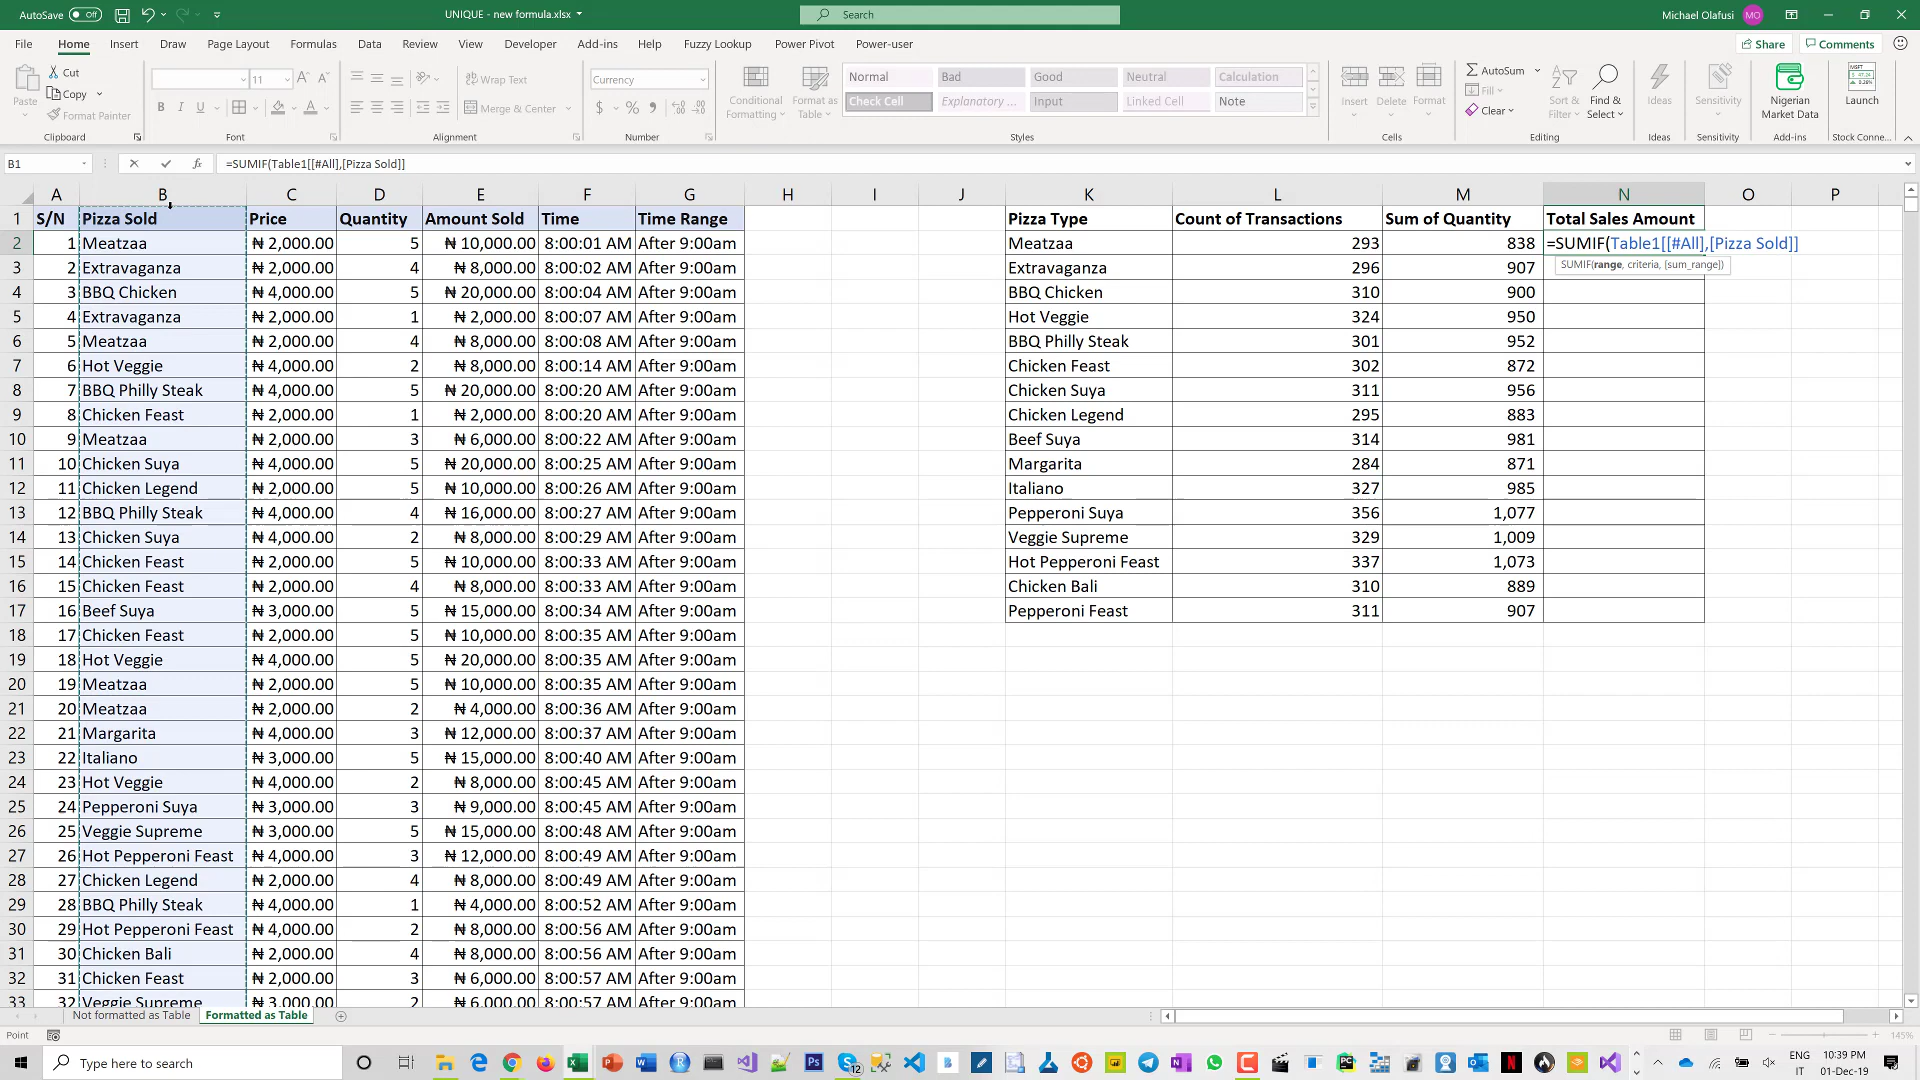 AutoSave Off UNIQUE - new formula.xlsx Search Michael Olafusi MO
File Home Insert Draw Page Layout Formulas Data Review View Developer Add-ins Help Fuzzy Lookup Power Pivot Power-user Share Comments
Paste Cut Copy Format Painter Clipboard
11 B I U Font
Wrap Text Merge & Center Alignment
Currency $ % Number
Conditional Formatting Format as Table
Normal Bad Good Neutral Calculation
Check Cell Explanatory ... Input Linked Cell Note
Styles
Insert Delete Format Cells
AutoSum Fill Clear Sort & Filter Find & Select Editing
Ideas Ideas
Sensitivity Sensitivity
Nigerian Market Data Add-ins
MSFT Launch Stock Conne...
B1 fx =SUMIF(Table1[[#All],[Pizza Sold]]
A B C D E F G H I J K L M N O P
1 S/N Pizza Sold Price Quantity Amount Sold Time Time Range Pizza Type Count of Transactions Sum of Quantity Total Sales Amount
2 1 Meatzaa ₦ 2,000.00 5 ₦ 10,000.00 8:00:01 AM After 9:00am Meatzaa 293 838 =SUMIF(Table1[[#All],[Pizza Sold]]
SUMIF(range, criteria, [sum_range])
3 2 Extravaganza ₦ 2,000.00 4 ₦ 8,000.00 8:00:02 AM After 9:00am Extravaganza 296 907
4 3 BBQ Chicken ₦ 4,000.00 5 ₦ 20,000.00 8:00:04 AM After 9:00am BBQ Chicken 310 900
5 4 Extravaganza ₦ 2,000.00 1 ₦ 2,000.00 8:00:07 AM After 9:00am Hot Veggie 324 950
6 5 Meatzaa ₦ 2,000.00 4 ₦ 8,000.00 8:00:08 AM After 9:00am BBQ Philly Steak 301 952
7 6 Hot Veggie ₦ 4,000.00 2 ₦ 8,000.00 8:00:14 AM After 9:00am Chicken Feast 302 872
8 7 BBQ Philly Steak ₦ 4,000.00 5 ₦ 20,000.00 8:00:20 AM After 9:00am Chicken Suya 311 956
9 8 Chicken Feast ₦ 2,000.00 1 ₦ 2,000.00 8:00:20 AM After 9:00am Chicken Legend 295 883
10 9 Meatzaa ₦ 2,000.00 3 ₦ 6,000.00 8:00:22 AM After 9:00am Beef Suya 314 981
11 10 Chicken Suya ₦ 4,000.00 5 ₦ 20,000.00 8:00:25 AM After 9:00am Margarita 284 871
12 11 Chicken Legend ₦ 2,000.00 5 ₦ 10,000.00 8:00:26 AM After 9:00am Italiano 327 985
13 12 BBQ Philly Steak ₦ 4,000.00 4 ₦ 16,000.00 8:00:27 AM After 9:00am Pepperoni Suya 356 1,077
14 13 Chicken Suya ₦ 4,000.00 2 ₦ 8,000.00 8:00:29 AM After 9:00am Veggie Supreme 329 1,009
15 14 Chicken Feast ₦ 2,000.00 5 ₦ 10,000.00 8:00:33 AM After 9:00am Hot Pepperoni Feast 337 1,073
16 15 Chicken Feast ₦ 2,000.00 4 ₦ 8,000.00 8:00:33 AM After 9:00am Chicken Bali 310 889
17 16 Beef Suya ₦ 3,000.00 5 ₦ 15,000.00 8:00:34 AM After 9:00am Pepperoni Feast 311 907
18 17 Chicken Feast ₦ 2,000.00 5 ₦ 10,000.00 8:00:35 AM After 9:00am
19 18 Hot Veggie ₦ 4,000.00 5 ₦ 20,000.00 8:00:35 AM After 9:00am
20 19 Meatzaa ₦ 2,000.00 5 ₦ 10,000.00 8:00:35 AM After 9:00am
21 20 Meatzaa ₦ 2,000.00 2 ₦ 4,000.00 8:00:36 AM After 9:00am
22 21 Margarita ₦ 4,000.00 3 ₦ 12,000.00 8:00:37 AM After 9:00am
23 22 Italiano ₦ 3,000.00 5 ₦ 15,000.00 8:00:40 AM After 9:00am
24 23 Hot Veggie ₦ 4,000.00 2 ₦ 8,000.00 8:00:45 AM After 9:00am
25 24 Pepperoni Suya ₦ 3,000.00 3 ₦ 9,000.00 8:00:45 AM After 9:00am
26 25 Veggie Supreme ₦ 3,000.00 5 ₦ 15,000.00 8:00:48 AM After 9:00am
27 26 Hot Pepperoni Feast ₦ 4,000.00 3 ₦ 12,000.00 8:00:49 AM After 9:00am
28 27 Chicken Legend ₦ 2,000.00 4 ₦ 8,000.00 8:00:49 AM After 9:00am
29 28 BBQ Philly Steak ₦ 4,000.00 1 ₦ 4,000.00 8:00:52 AM After 9:00am
30 29 Hot Pepperoni Feast ₦ 4,000.00 2 ₦ 8,000.00 8:00:56 AM After 9:00am
31 30 Chicken Bali ₦ 2,000.00 4 ₦ 8,000.00 8:00:56 AM After 9:00am
32 31 Chicken Feast ₦ 2,000.00 3 ₦ 6,000.00 8:00:57 AM After 9:00am
33 32 Veggie Supreme ₦ 3,000.00 2 ₦ 6,000.00 8:00:57 AM After 9:00am
Not formatted as Table Formatted as Table
Point 145%
Type here to search 12 ENG 10:39 PM
IT 01-Dec-19